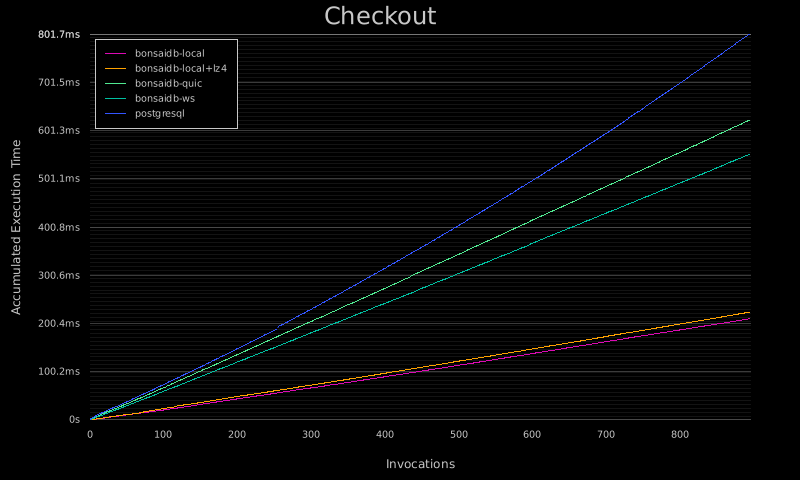 Checkout
801.7ms
701.5ms
601.3ms
501.1ms
400.8ms
300.6ms
200.4ms
100.2ms
0s
bonsaidb-local
bonsaidb-local+lz4
bonsaidb-quic
bonsaidb-ws
postgresql
Accumulated Execution Time
0 100 200 300 400 500 600 700 800
Invocations